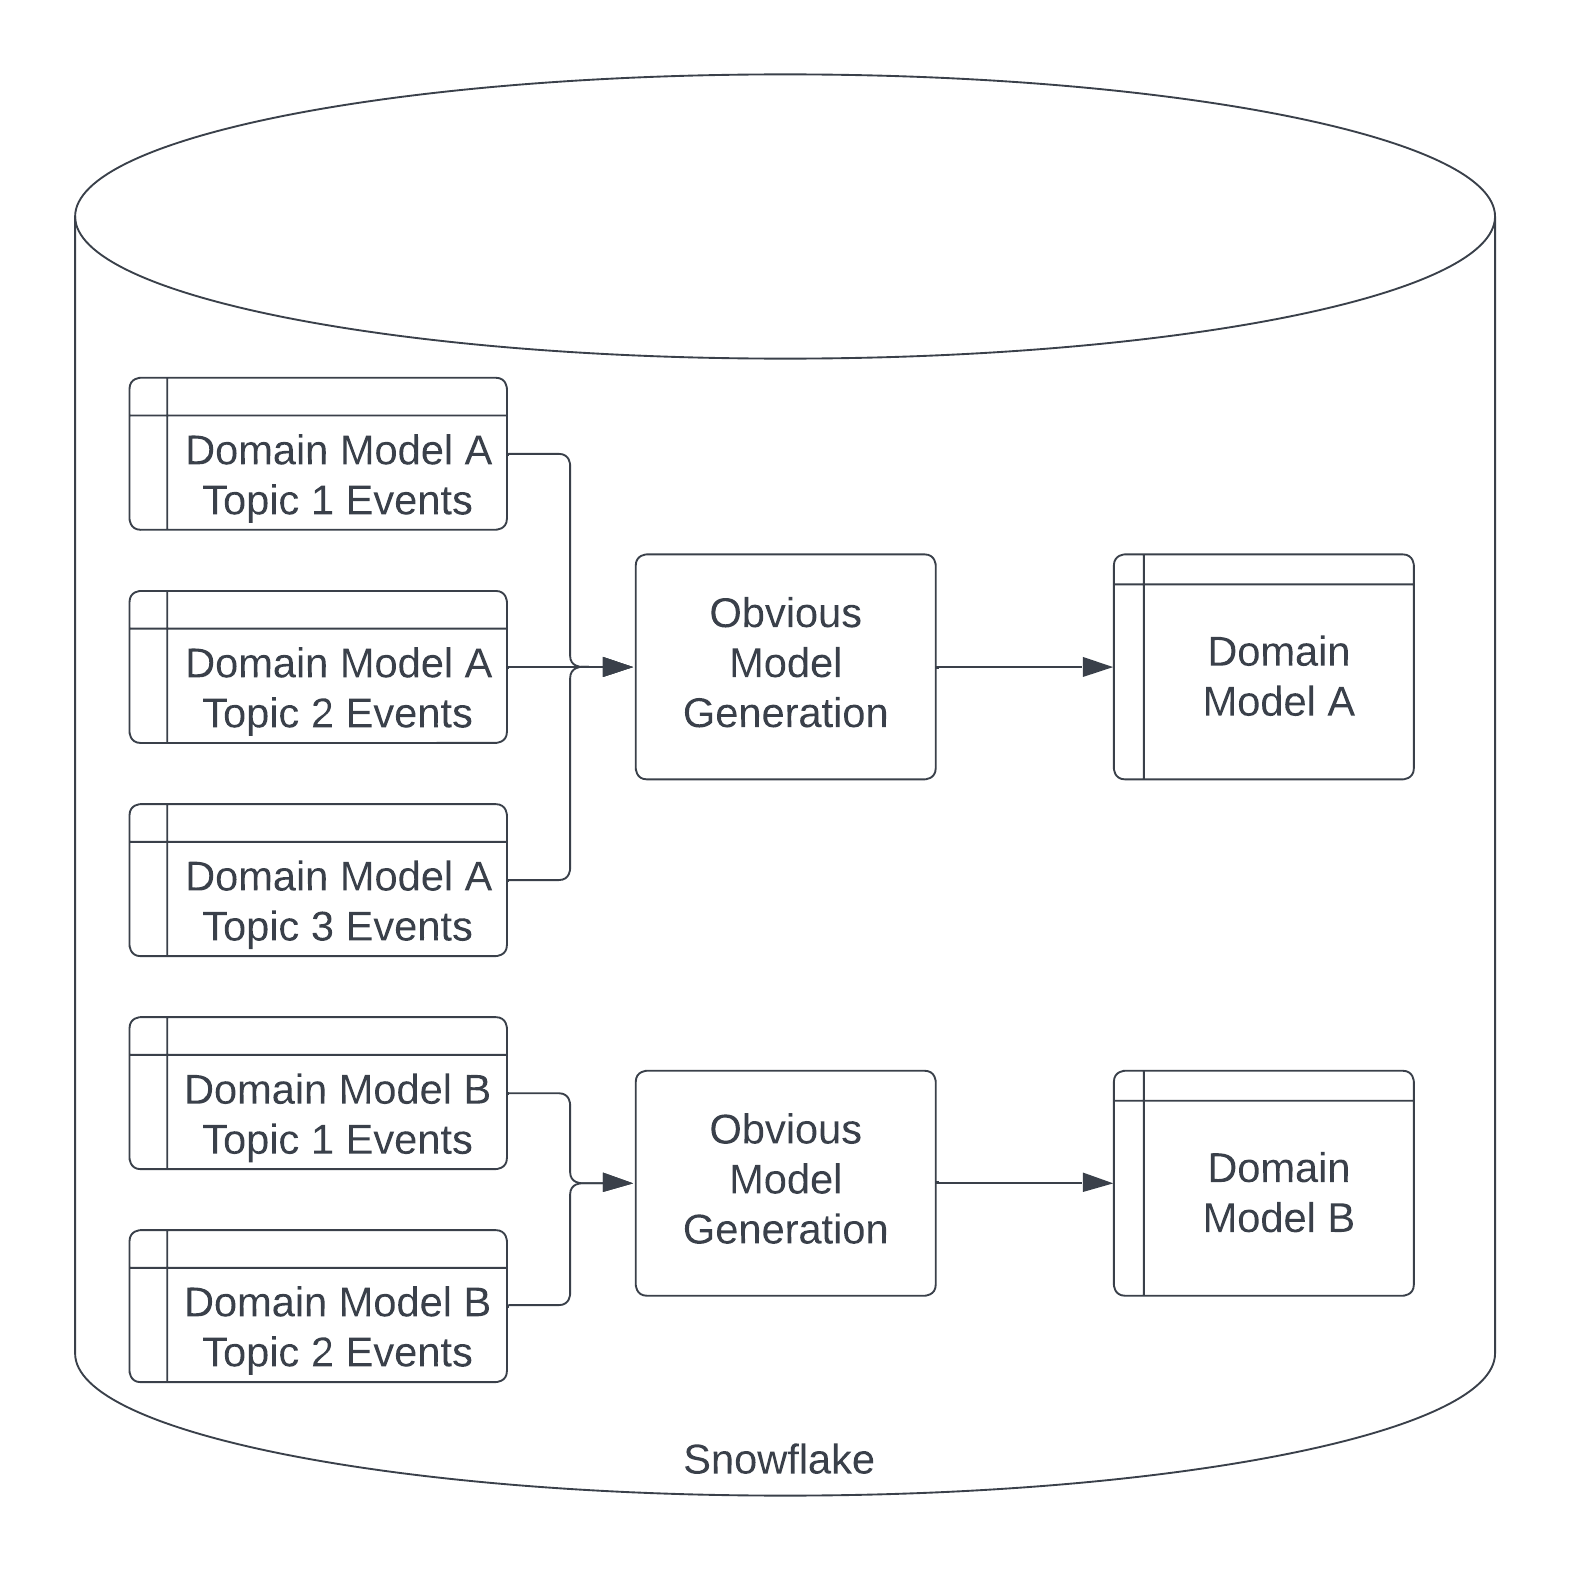 Domain Model A
Topic 1 Events
Domain Model A
Topic 2 Events
Domain Model A
Topic 3 Events
Obvious
Model
Generation
Domain
Model A
Domain Model B
Topic 1 Events
Domain Model B
Topic 2 Events
Obvious
Model
Generation
Domain
Model B
Snowflake